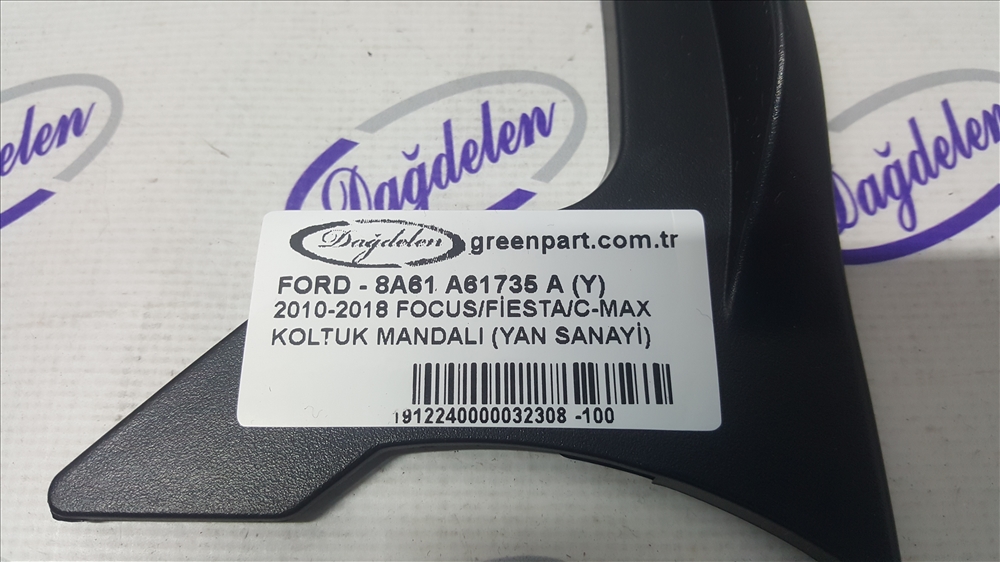 Dağdelen
Dağdelen
Dağdelen greenpart.com.tr
FORD - 8A61 A61735 A (Y)
2010-2018 FOCUS/FİESTA/C-MAX
KOLTUK MANDALI (YAN SANAYİ)
1912240000032308 -100